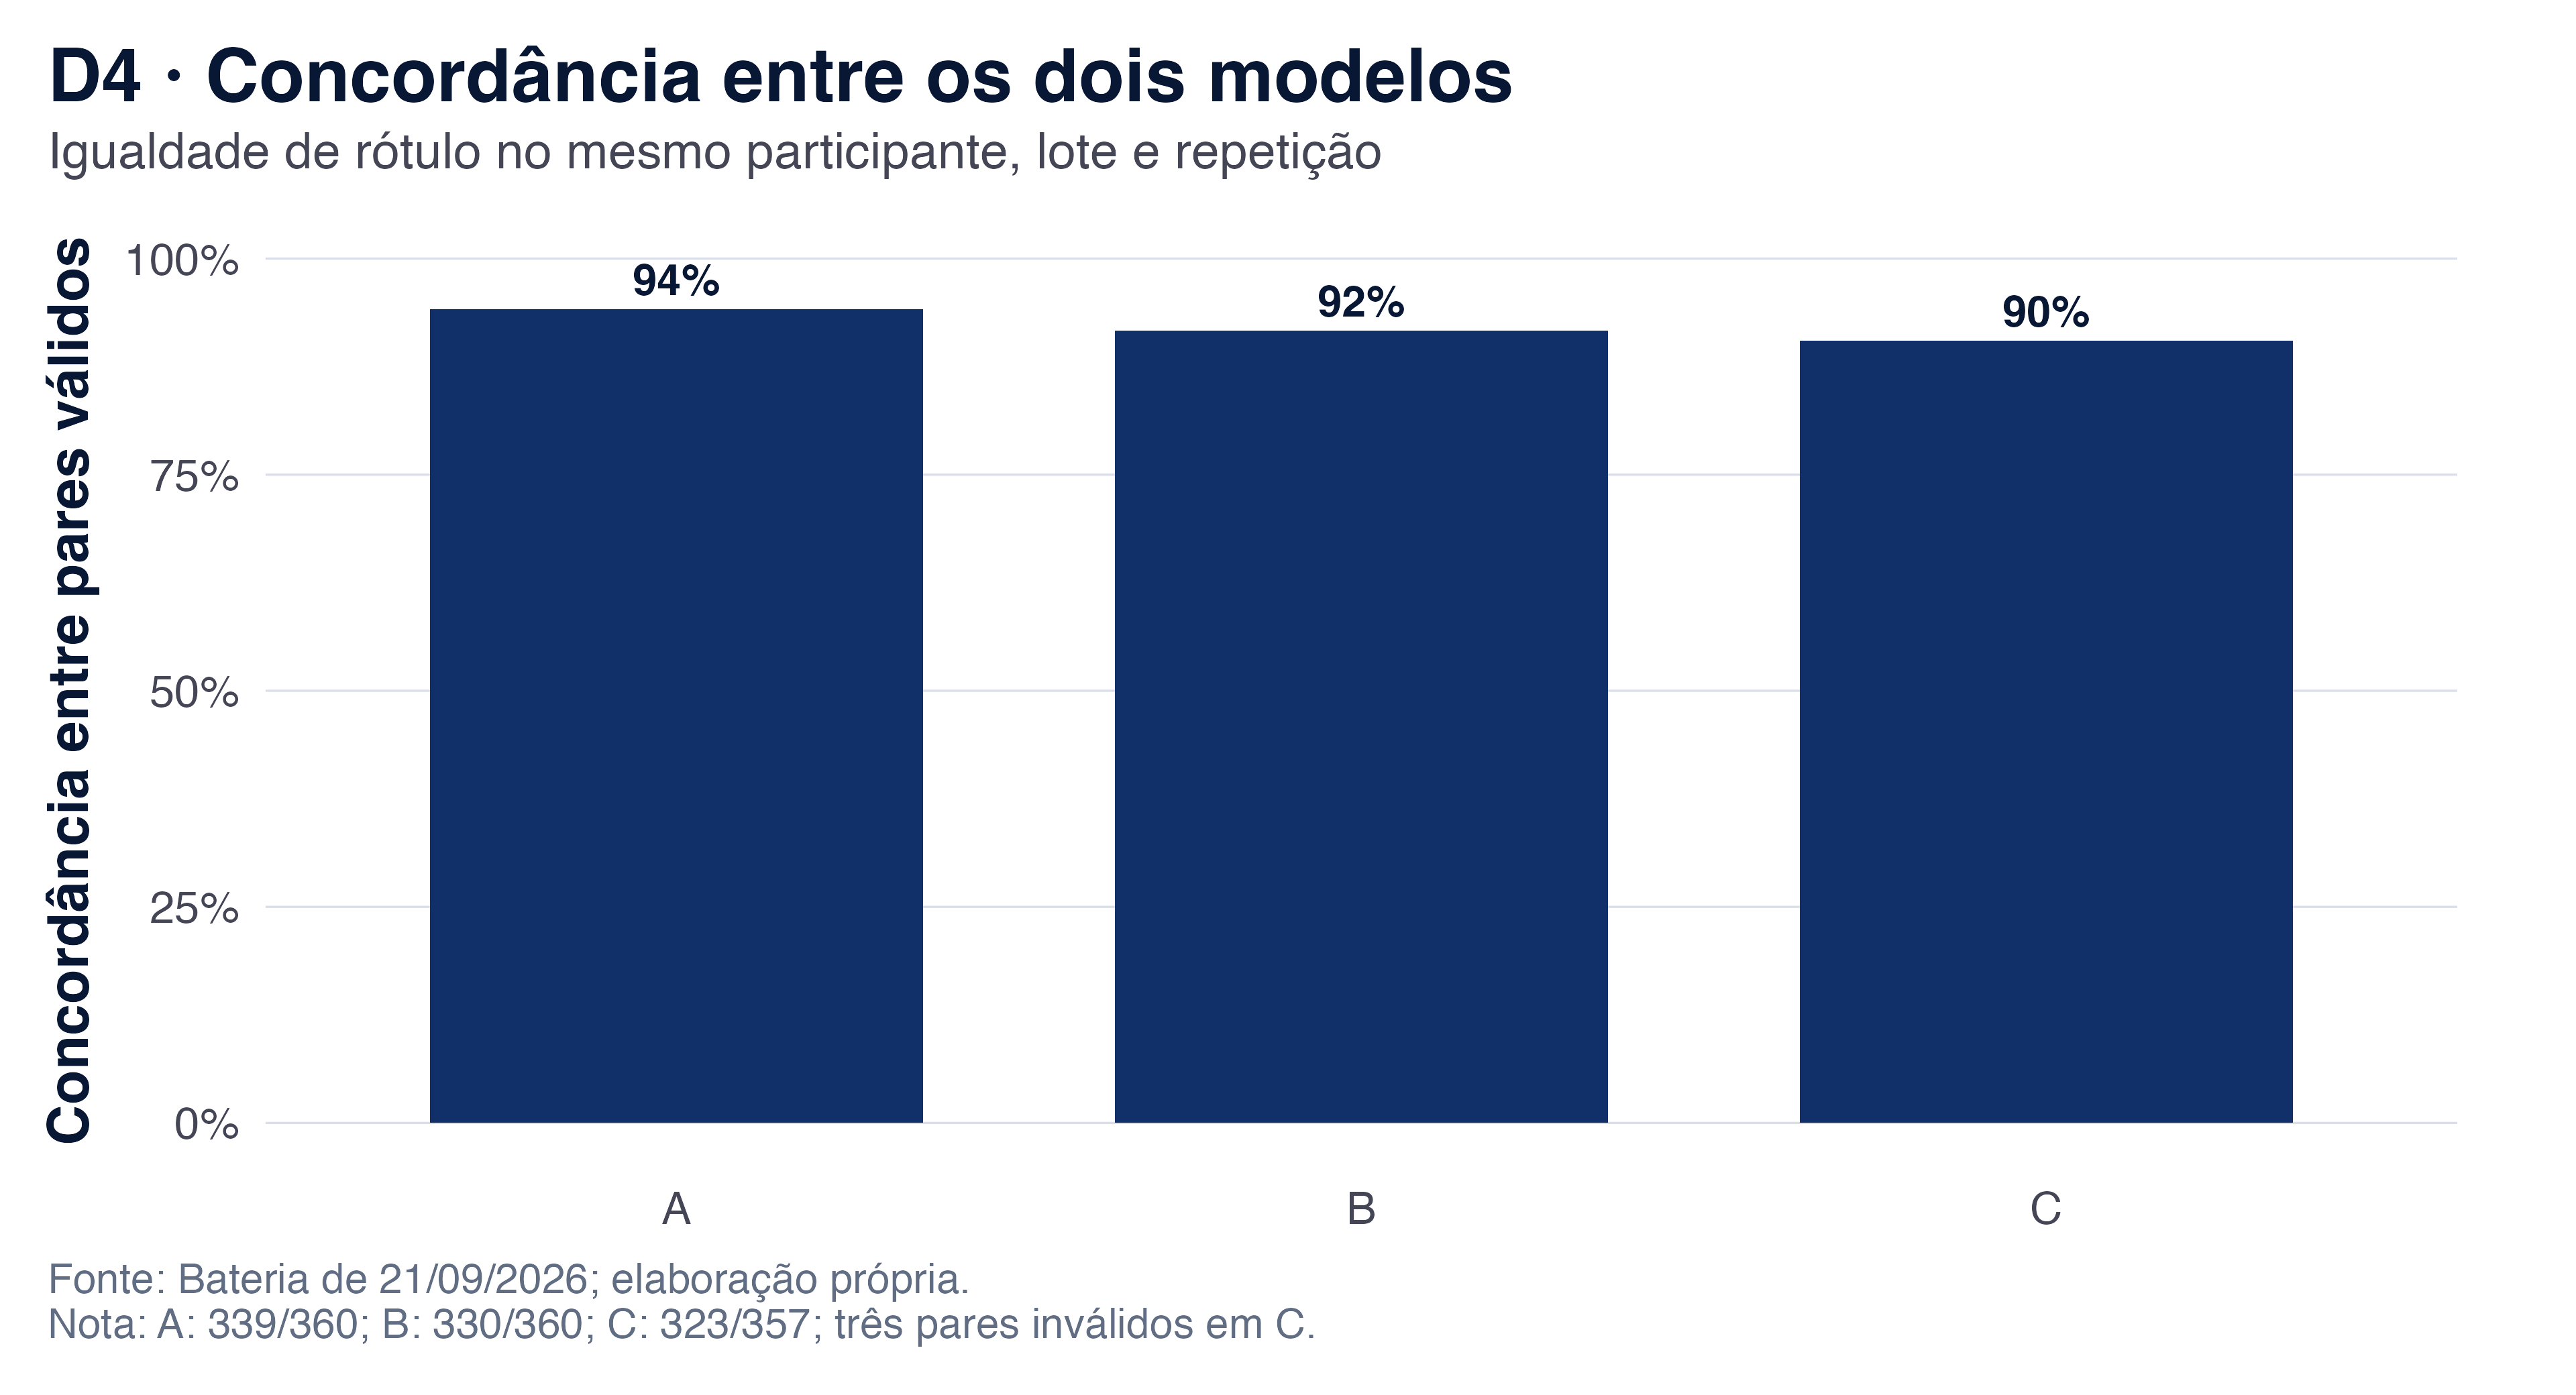 D4 · Concordância entre os dois modelos
Igualdade de rótulo no mesmo participante, lote e repetição
Concordância entre pares válidos
100%
75%
50%
25%
0%
94%
92%
90%
A
B
C
Fonte: Bateria de 21/09/2026; elaboração própria.
Nota: A: 339/360; B: 330/360; C: 323/357; três pares inválidos em C.